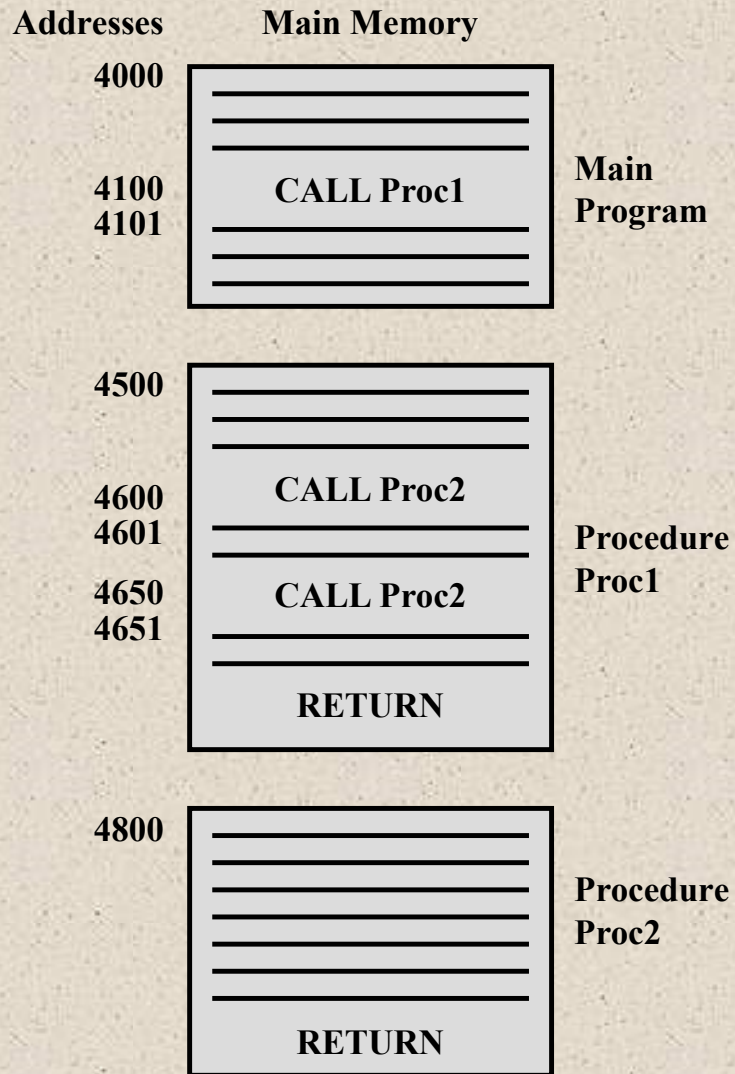 Addresses Main Memory
4000
4100 CALL Proc1
4101
Main
Program
4500
4600 CALL Proc2
4601
4650 CALL Proc2
4651
RETURN
Procedure
Proc1
4800
Procedure
Proc2
RETURN